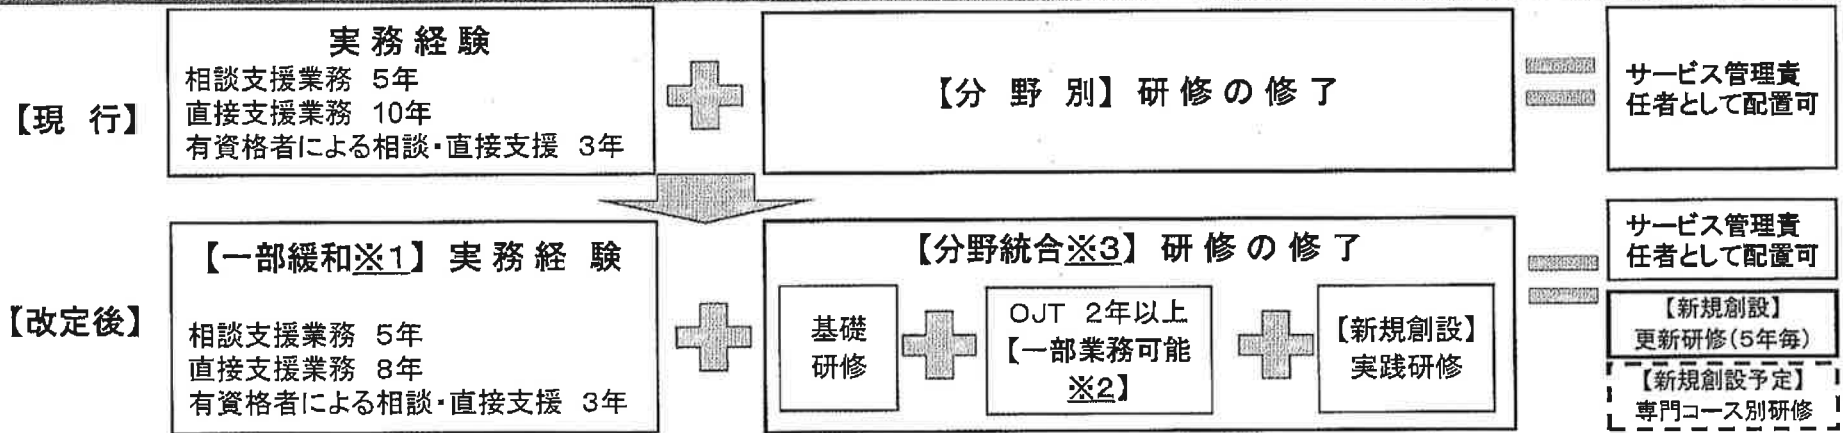 【現 行】
実務経験
相談支援業務 5年
直接支援業務 10年
有資格者による相談・直接支援 3年
【分野別】研修の修了
サービス管理責
任者として配置可
【改定後】
【一部緩和※1】実務経験
相談支援業務 5年
直接支援業務 8年
有資格者による相談・直接支援 3年
【分野統合※3】研修の修了
基礎
研修
OJT 2年以上
【一部業務可能
※2】
【新規創設】
実践研修
サービス管理責
任者として配置可
【新規創設】
更新研修(5年毎)
【新規創設予定】
専門コース別研修